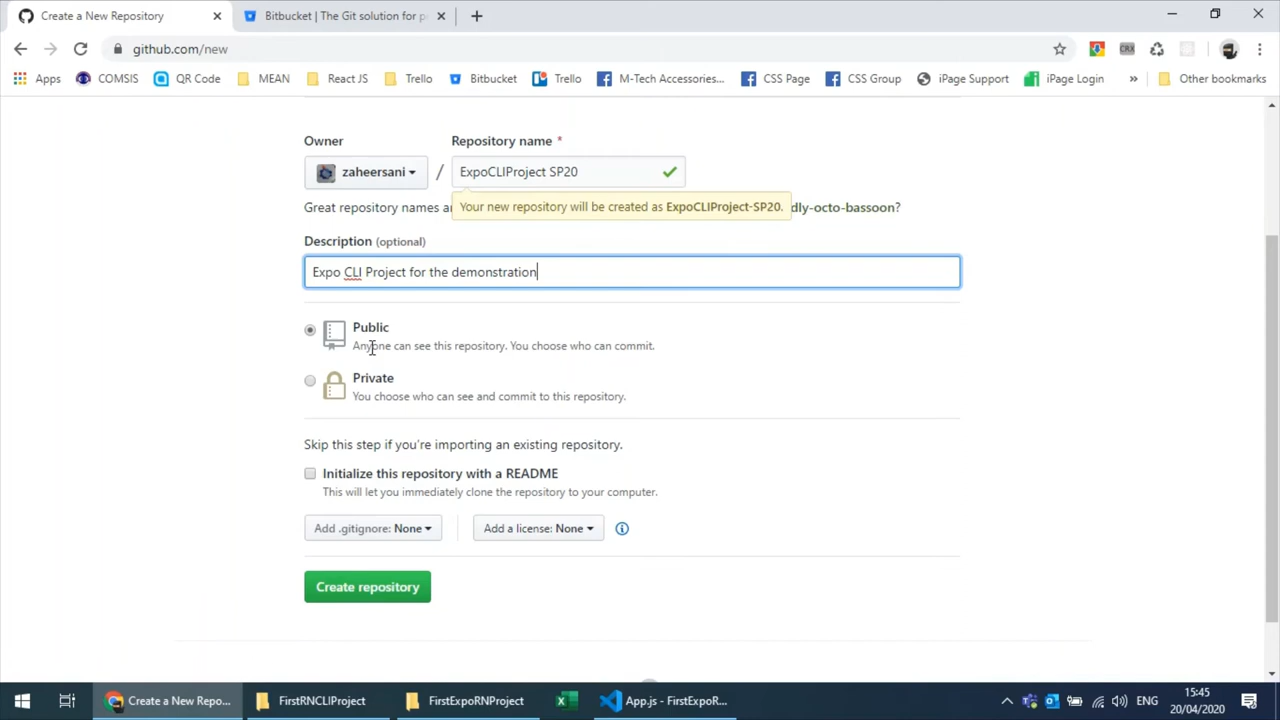 Create a New Repository
Bitbucket | The Git solution for p
github.com/new
Apps
COMSIS
QR Code
MEAN
React JS
Trello
Bitbucket
Trello
M-Tech Accessories...
CSS Page
CSS Group
iPage Support
iPage Login
»
Other bookmarks
CRX
Owner
Repository name *
zaheersani
/
ExpoCLIProject SP20
Great repository names a
Your new repository will be created as ExpoCLIProject-SP20.
dly-octo-bassoon?
Description (optional)
Expo CLI Project for the demonstration
Public
Anyone can see this repository. You choose who can commit.
Private
You choose who can see and commit to this repository.
Skip this step if you're importing an existing repository.
Initialize this repository with a README
This will let you immediately clone the repository to your computer.
Add .gitignore: None
Add a license: None
Create repository
Create a New Repo...
FirstRNCLIProject
FirstExpoRNProject
App.js - FirstExpoR...
ENG
15:45
20/04/2020